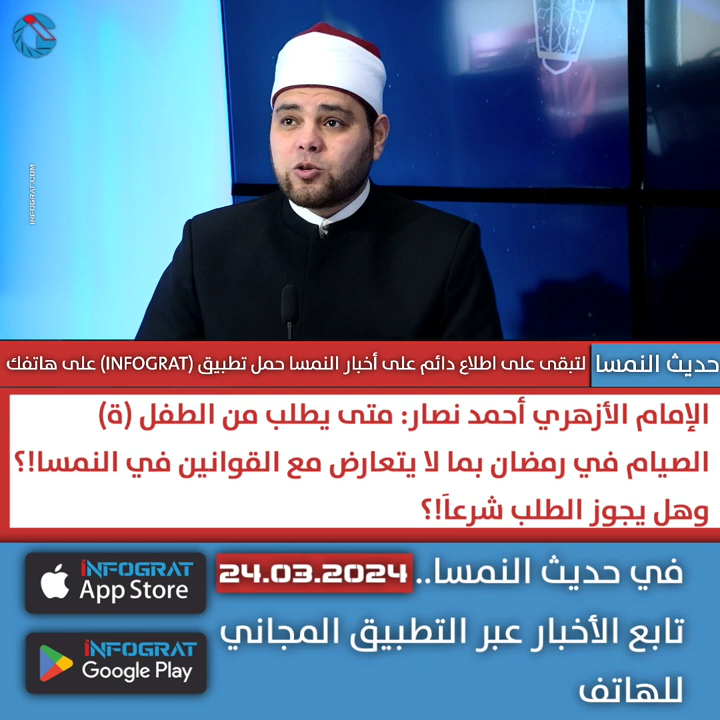 INFOGRAT.COM
حديث النمسا
لتبقى على اطلاع دائم على أخبار النمسا حمل تطبيق (INFOGRAT) على هاتفك
الإمام الأزهري أحمد نصار: متى يطلب من الطفل (ة)
الصيام في رمضان بما لا يتعارض مع القوانين في النمسا!؟
وهل يجوز الطلب شرعاَ!؟
في حديث النمسا.. 24.03.2024
تابع الأخبار عبر التطبيق المجاني
للهاتف
INFOGRAT
App Store
INFOGRAT
Google Play